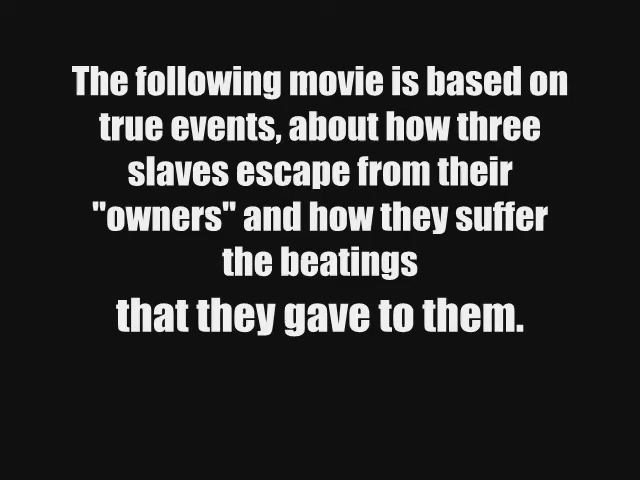 The following movie is based on
true events, about how three
slaves escape from their
"owners" and how they suffer
the beatings
that they gave to them.